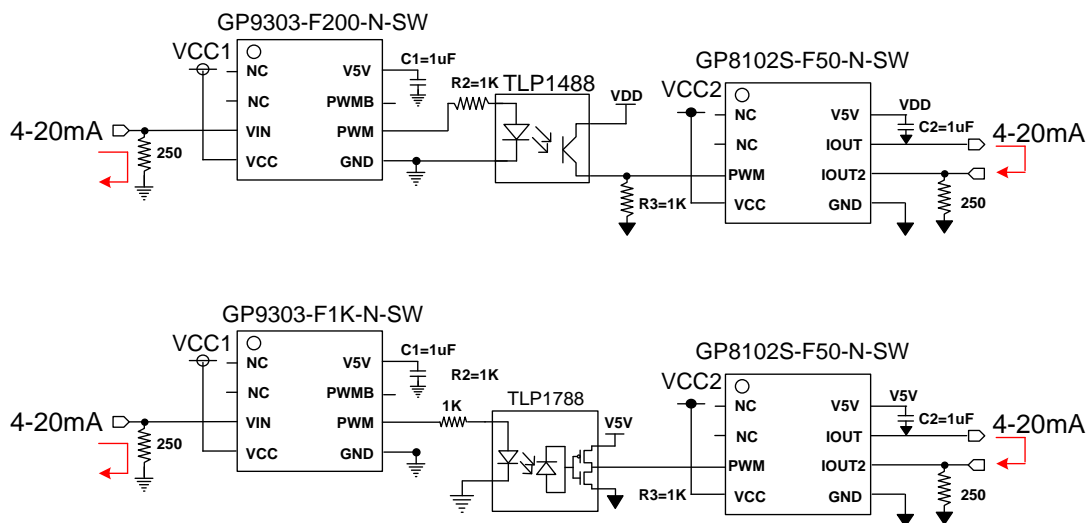 GP9303-F200-N-SW
VCC1
NC
V5V
C1=1uF
NC
PWMB
R2=1K
TLP1488
VDD
4-20mA
VIN
PWM
250
VCC
GND
R3=1K
GP8102S-F50-N-SW
VCC2
NC
V5V
VDD
C2=1uF
NC
IOUT
4-20mA
PWM
IOUT2
VCC
GND
250
GP9303-F1K-N-SW
VCC1
NC
V5V
C1=1uF
NC
PWMB
R2=1K
TLP1788
V5V
4-20mA
VIN
PWM
1K
250
VCC
GND
R3=1K
GP8102S-F50-N-SW
VCC2
NC
V5V
V5V
C2=1uF
NC
IOUT
4-20mA
PWM
IOUT2
VCC
GND
250